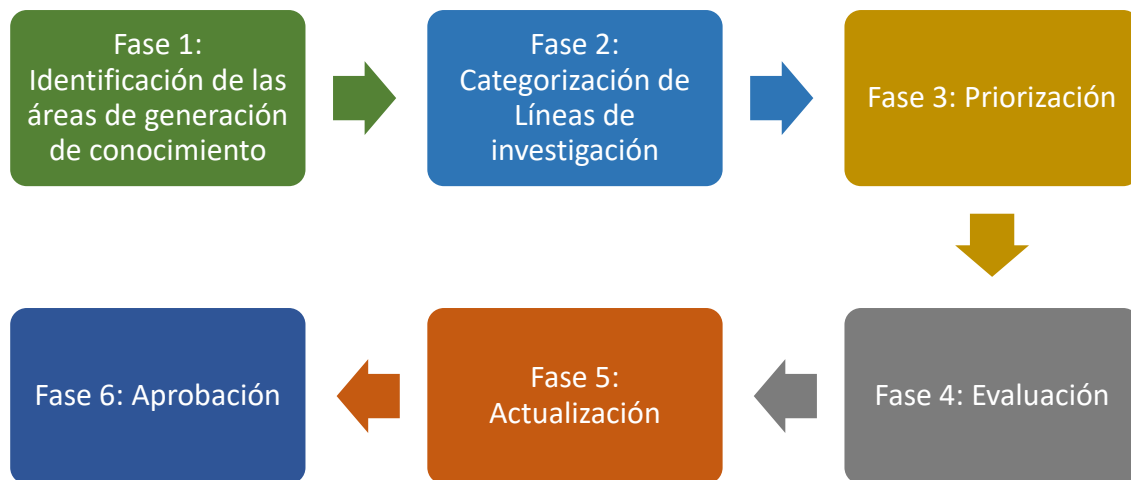 Fase 1:
Identificación de las
áreas de generación
de conocimiento
Fase 2:
Categorización de
Líneas de
investigación
Fase 3: Priorización
Fase 4: Evaluación
Fase 5:
Actualización
Fase 6: Aprobación